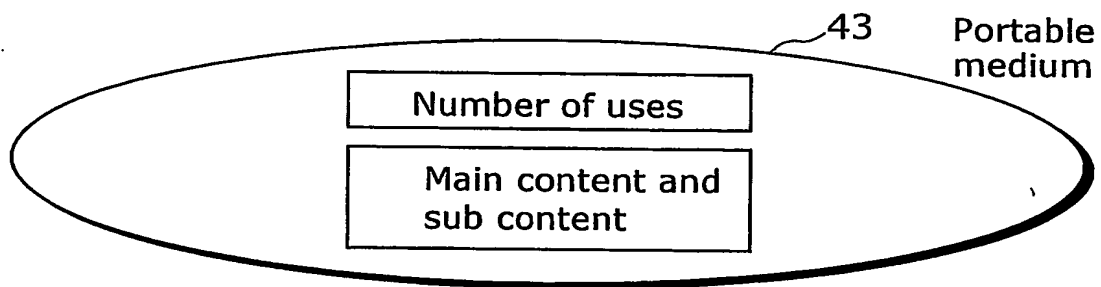 43
Portable
medium
Number of uses
Main content and
sub content